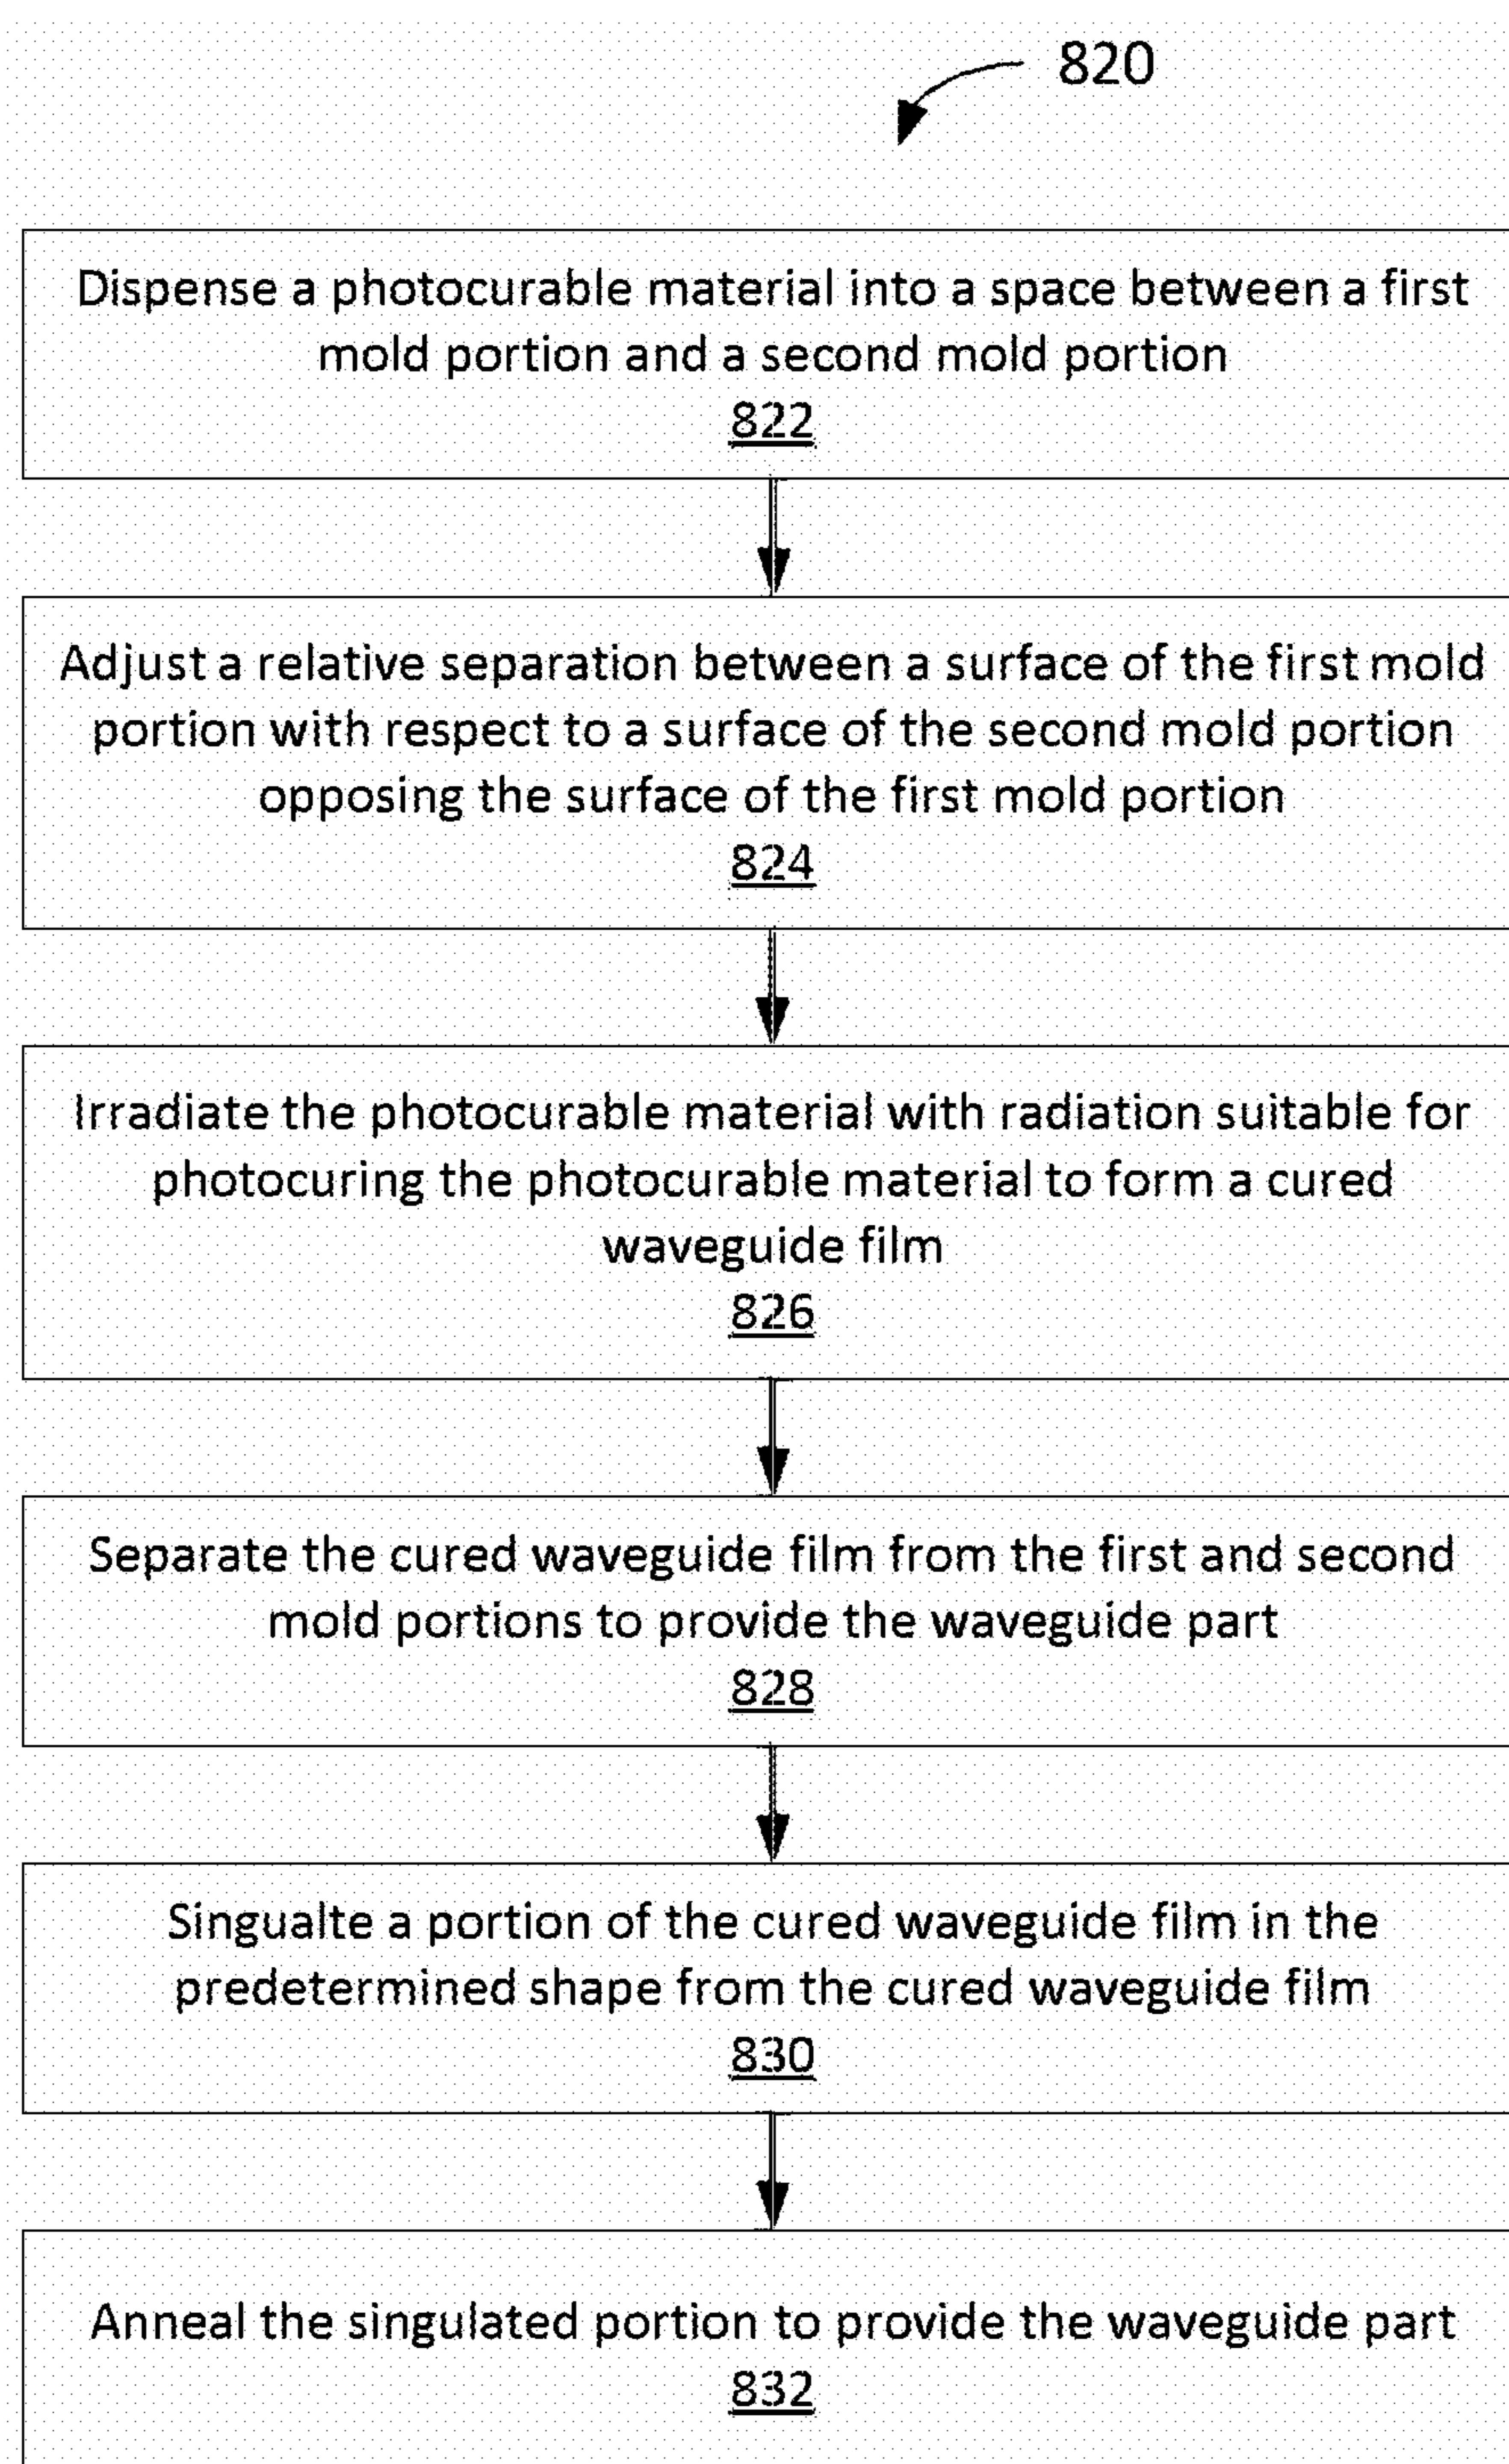 820
Dispense a photocurable material into a space between a first
mold portion and a second mold portion
822
Adjust a relative separation between a surface of the first mold
portion with respect to a surface of the second mold portion
opposing the surface of the first mold portion
824
Irradiate the photocurable material with radiation suitable for
photocuring the photocurable material to form a cured
waveguide film
826
Separate the cured waveguide film from the first and second
mold portions to provide the waveguide part
828
Singualte a portion of the cured waveguide film in the
predetermined shape from the cured waveguide film
830
Anneal the singulated portion to provide the waveguide part
832